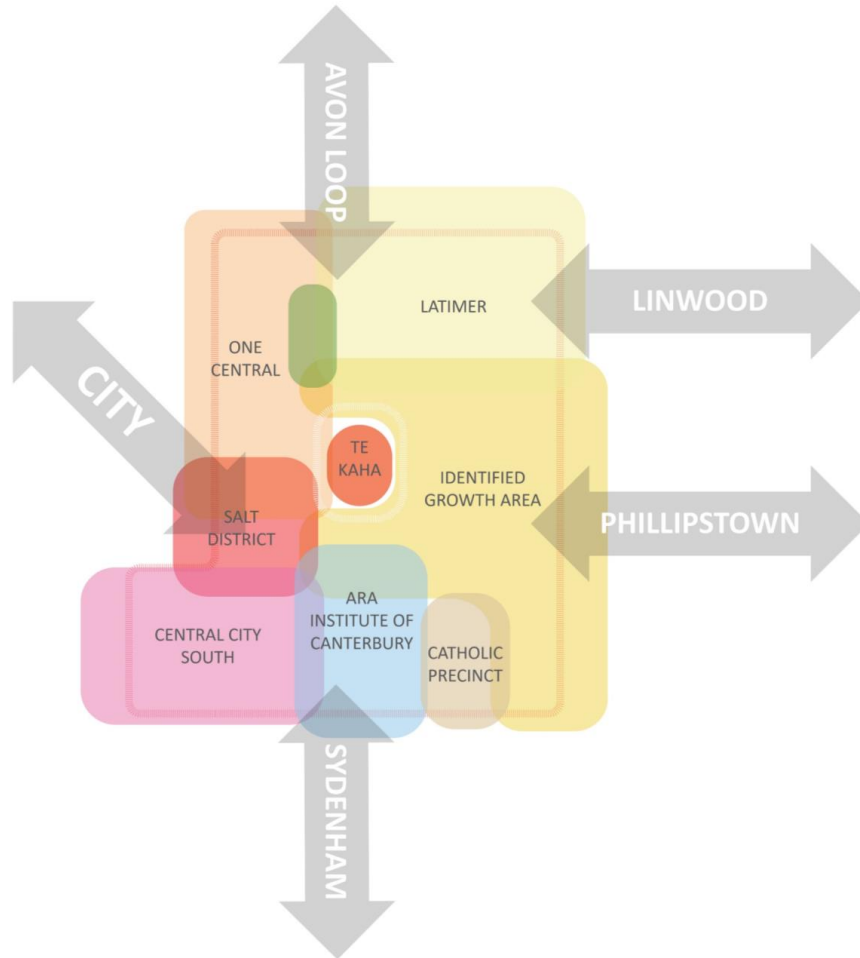 AVON LOOP
LATIMER
LINWOOD
ONE
CENTRAL
CITY
TE
KAHA
IDENTIFIED
GROWTH AREA
SALT
DISTRICT
PHILLIPSTOWN
ARA
INSTITUTE OF
CANTERBURY
CENTRAL CITY
SOUTH
CATHOLIC
PRECINCT
SYDENHAM